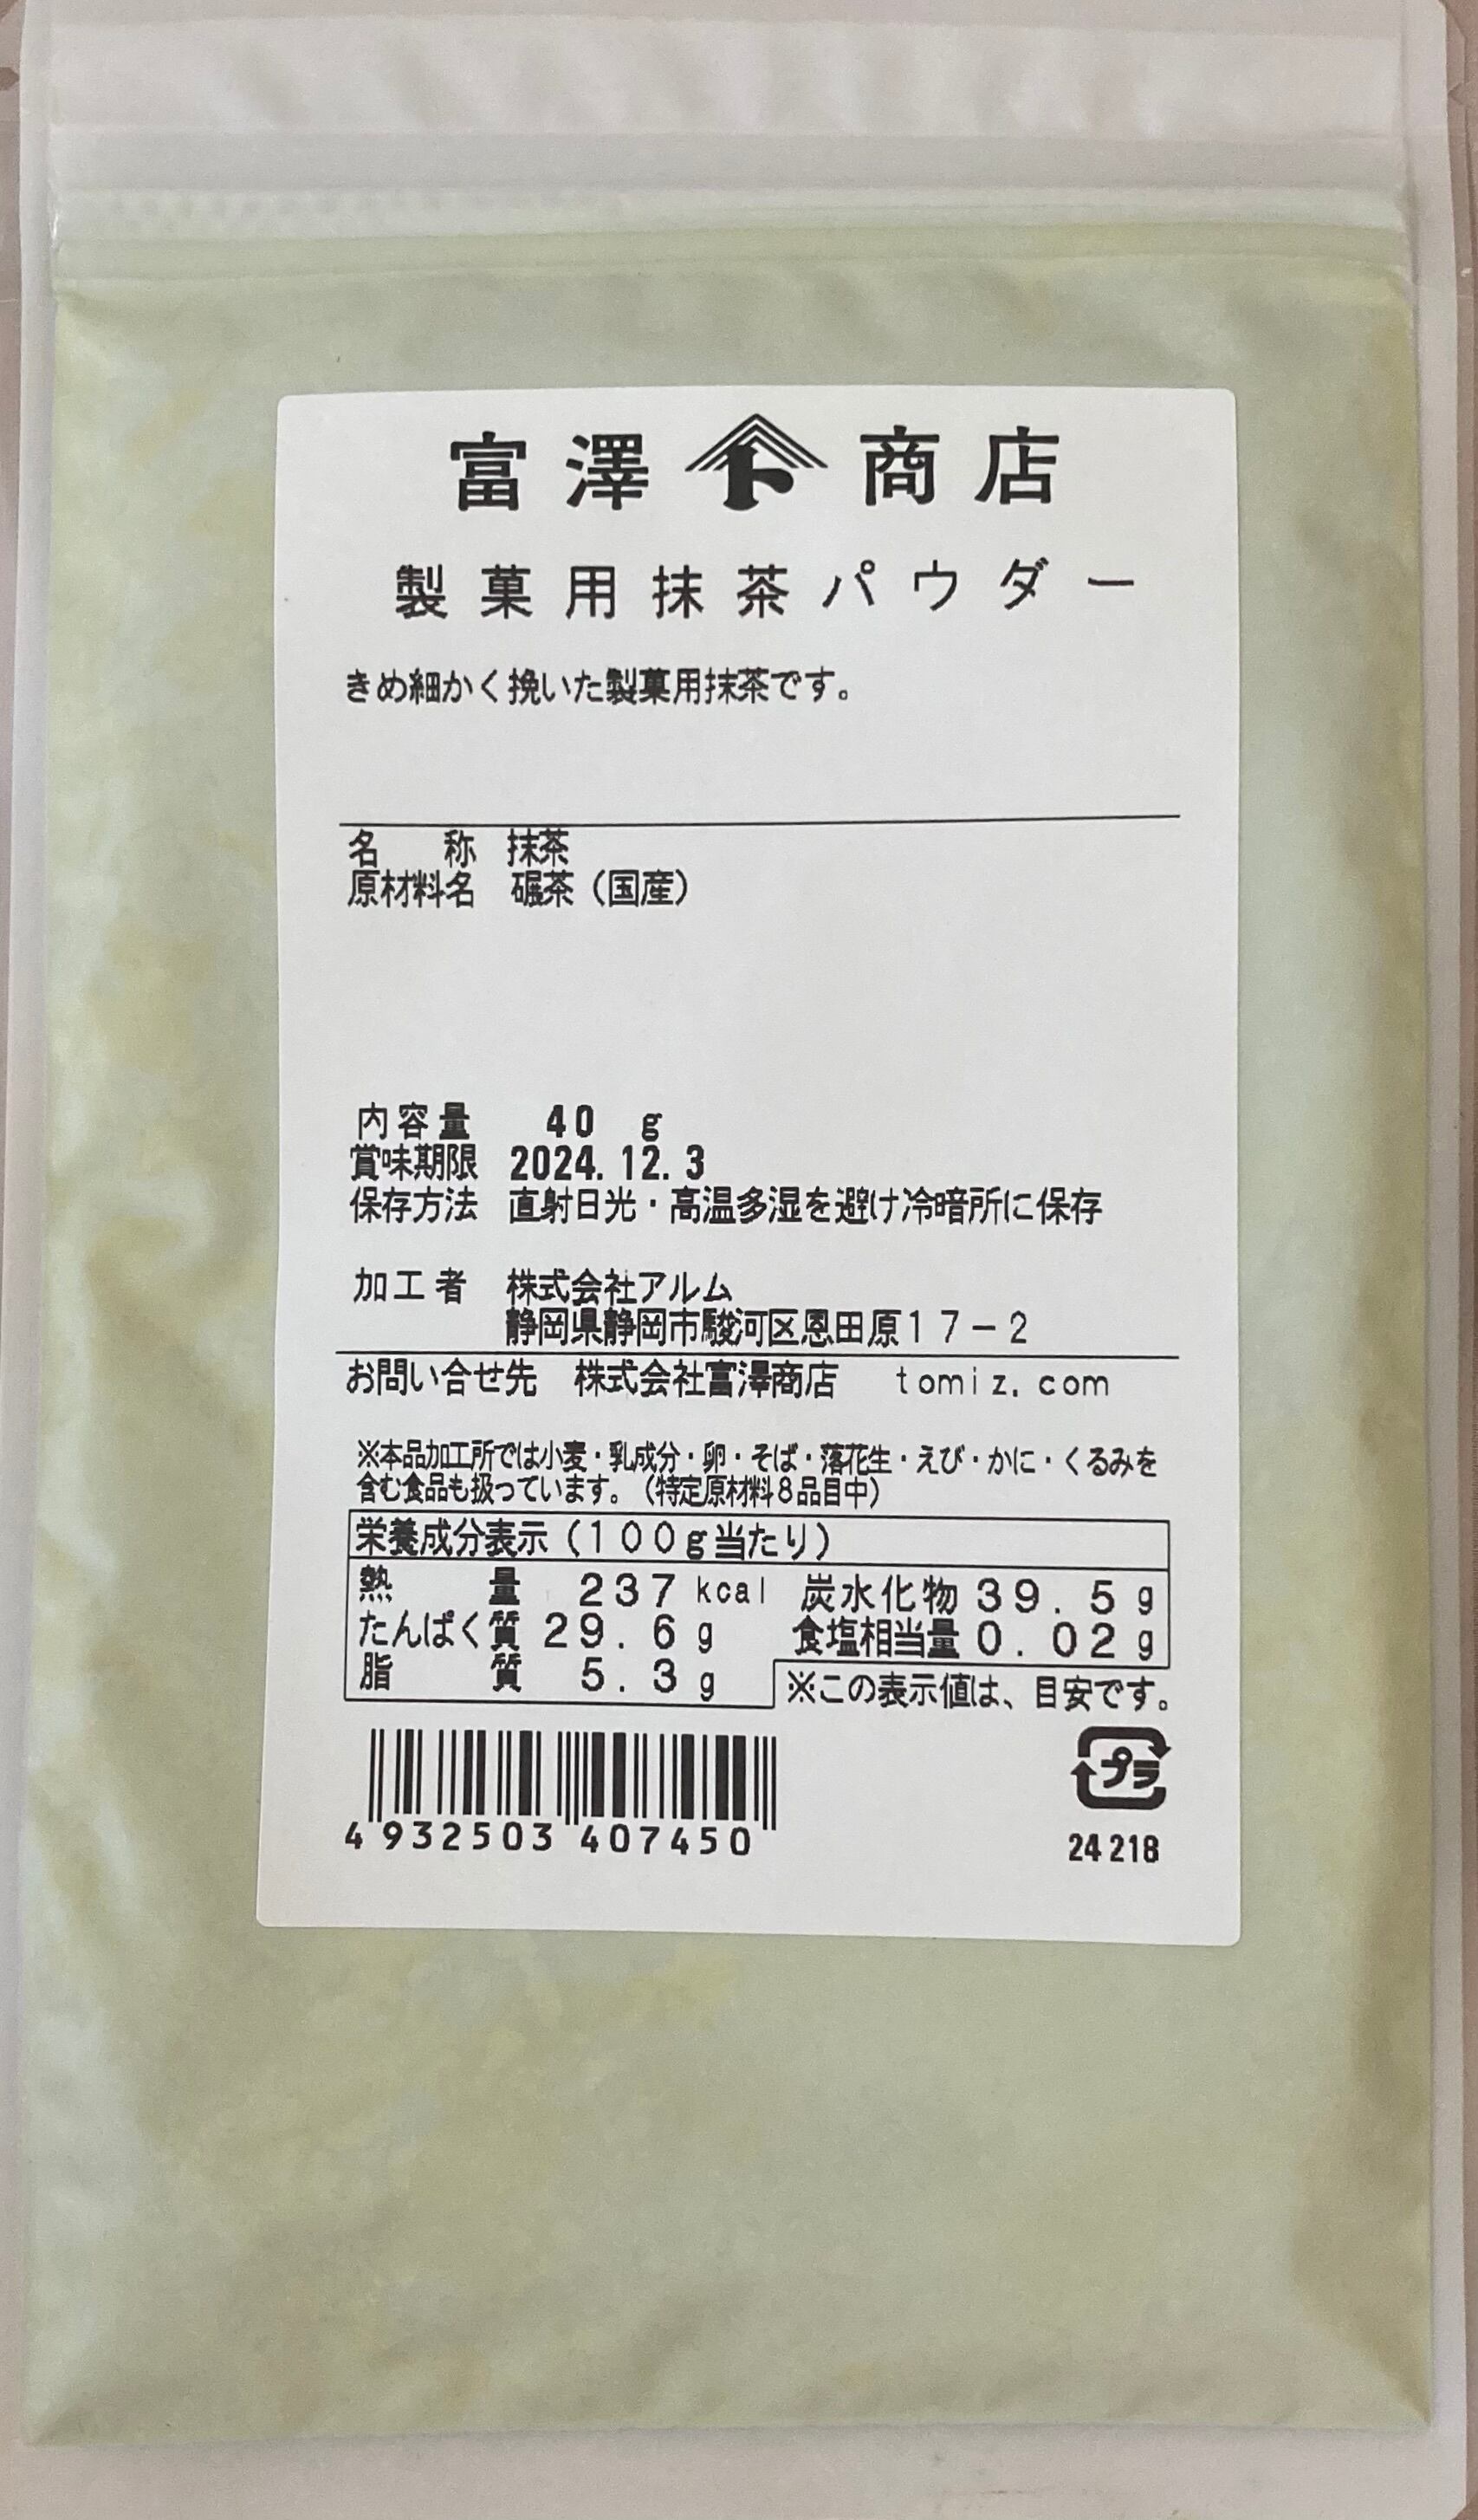 富澤 ト 商店
製菓用抹茶パウダー
きめ細かく挽いた製菓用抹茶です。
名　　称　抹茶
原材料名　碾茶（国産）
内容量　40　g
賞味期限　2024.12.3
保存方法　直射日光・高温多湿を避け冷暗所に保存
加工者　株式会社アルム
静岡県静岡市駿河区恩田原17-2
お問い合せ先　株式会社富澤商店　tomiz.com
※本品加工所では小麦・乳成分・卵・そば・落花生・えび・かに・くるみを
含む食品も扱っています。（特定原材料8品目中）
栄養成分表示（100g当たり）
熱　　量　237kcal　炭水化物39.5g
たんぱく質29.6g　食塩相当量0.02g
脂　　質　5.3g　※この表示値は、目安です。
プラ
4 932503 407450　24 218